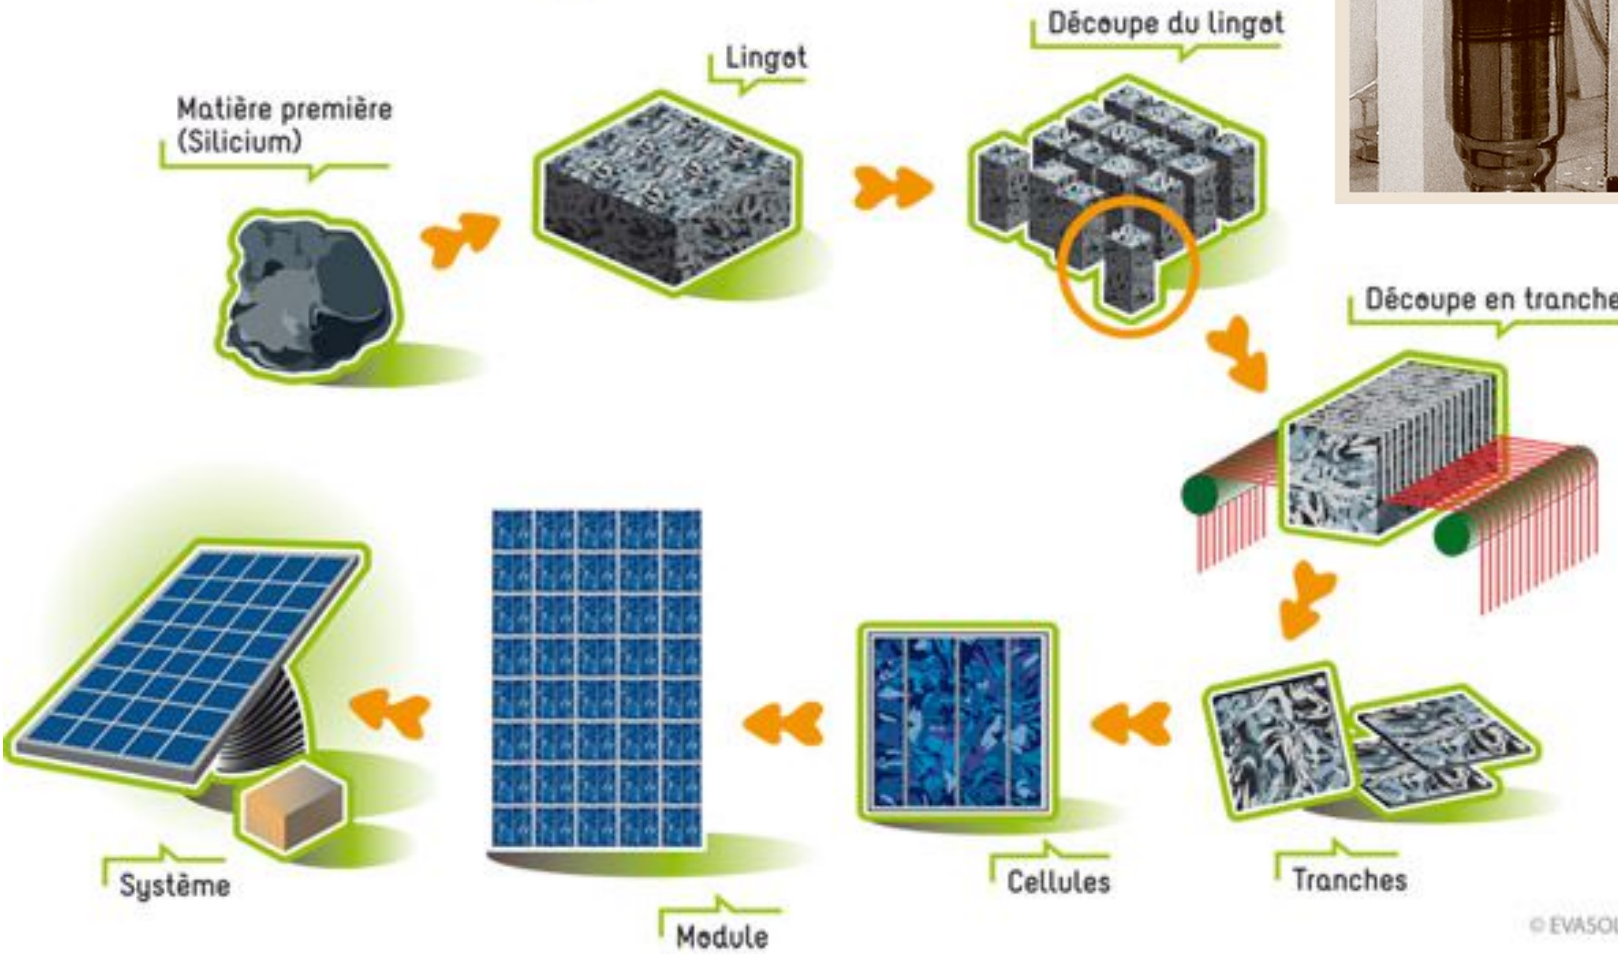 Matière première
(Silicium)
Lingot
Découpe du lingot
Découpe en tranche
Tranches
Cellules
Module
Système
© EVASOL